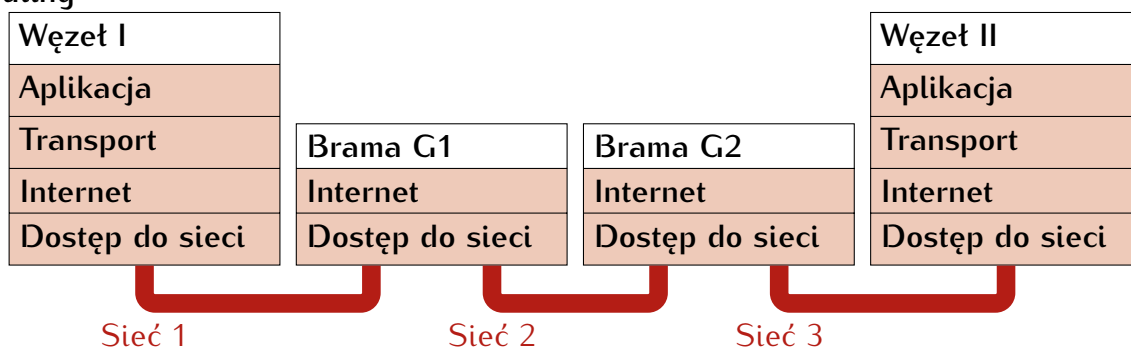 Węzeł I
Aplikacja
Transport
Internet
Dostęp do sieci
Brama G1
Internet
Dostęp do sieci
Brama G2
Internet
Dostęp do sieci
Węzeł II
Aplikacja
Transport
Internet
Dostęp do sieci
Sieć 1
Sieć 2
Sieć 3